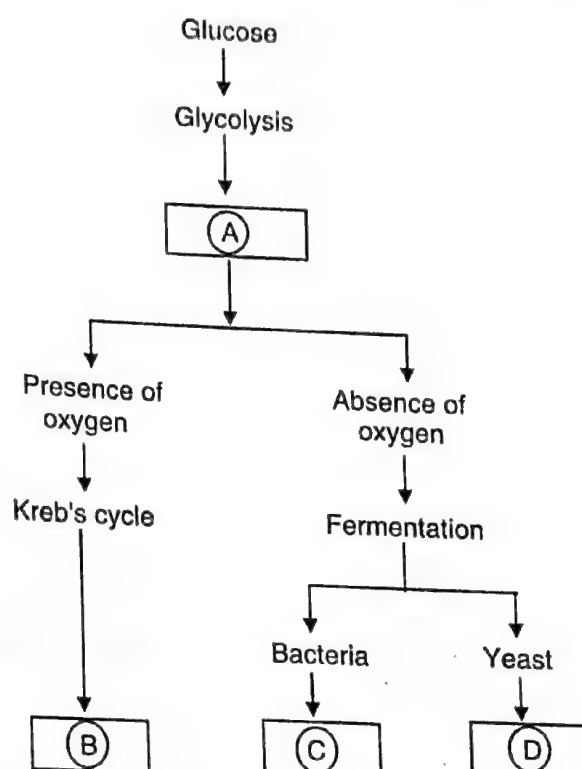 Glucose
Glycolysis
A
Presence of
oxygen
Absence of
oxygen
Kreb's cycle
Fermentation
Bacteria
Yeast
B
C
D